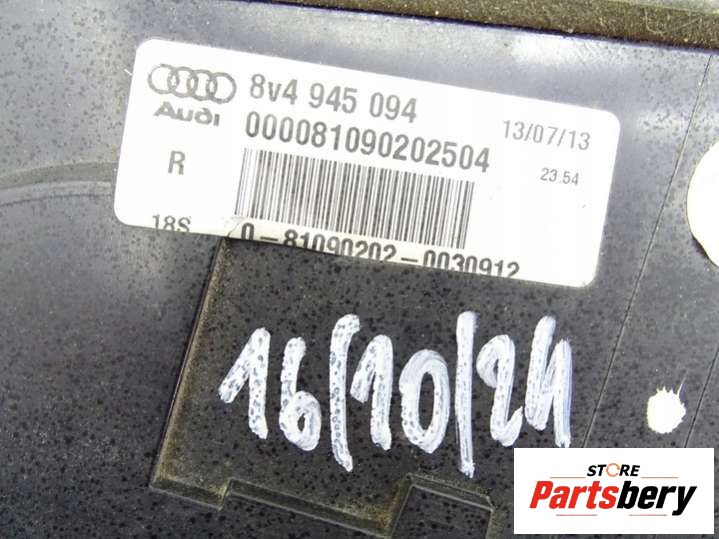 8v4 945 094
Audi
000081090202504
13/07/13
R
23.54
18S
0-81090202-0030912
16/10/24
STORE
Partsbery